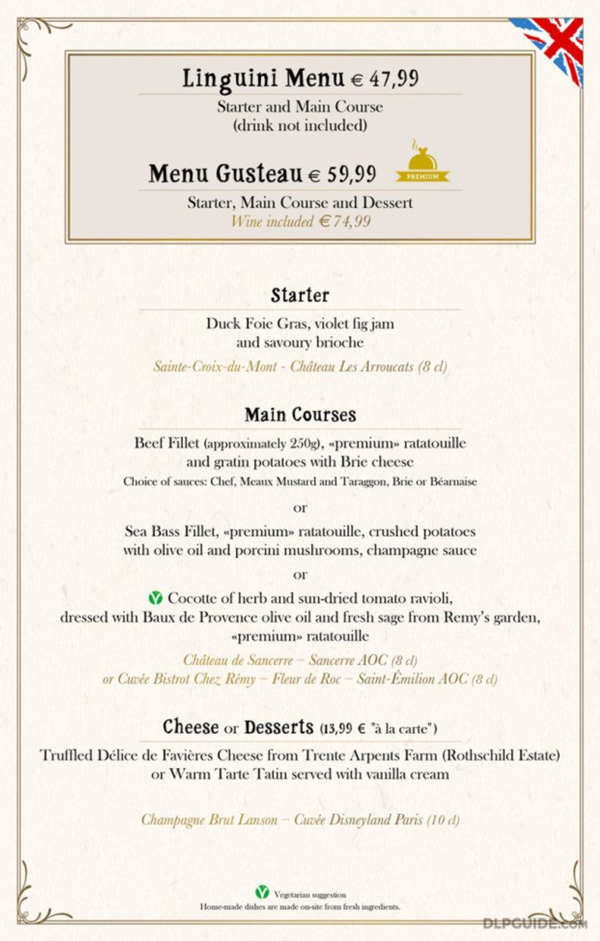 Linguini Menu € 47,99
Starter and Main Course
(drink not included)
Menu Gusteau € 59,99
PREMIUM
Starter, Main Course and Dessert
Wine included € 74,99
Starter
Duck Foie Gras, violet fig jam
and savoury brioche
Sainte-Croix-du-Mont - Château Les Arroucats (8 cl)
Main Courses
Beef Fillet (approximately 250g), «premium» ratatouille
and gratin potatoes with Brie cheese
Choice of sauces: Chef, Meaux Mustard and Taraggon, Brie or Béarnaise
or
Sea Bass Fillet, «premium» ratatouille, crushed potatoes
with olive oil and porcini mushrooms, champagne sauce
or
V Cocotte of herb and sun-dried tomato ravioli,
dressed with Baux de Provence olive oil and fresh sage from Remy's garden,
«premium» ratatouille
Château de Sancerre – Sancerre AOC (8 cl)
or Cuvée Bistrot Chez Rémy – Fleur de Roc – Saint-Émilion AOC (8 cl)
Cheese or Desserts (13,99 € "à la carte")
Truffled Délice de Favières Cheese from Trente Arpents Farm (Rothschild Estate)
or Warm Tarte Tatin served with vanilla cream
Champagne Brut Lanson – Cuvée Disneyland Paris (10 cl)
V Vegetarian suggestion
Home-made dishes are made on-site from fresh ingredients.
DLPGUIDE.COM